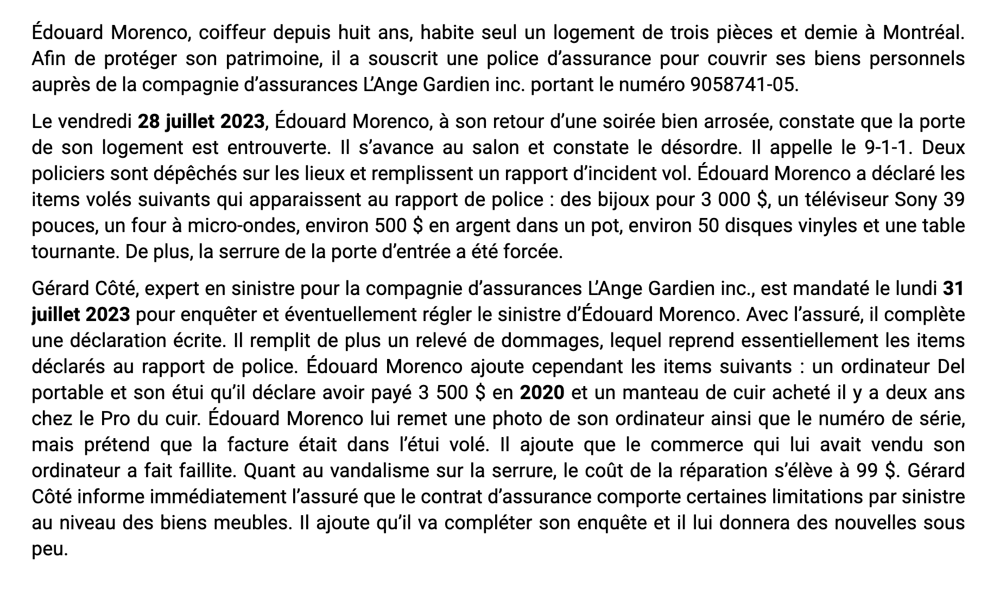 Édouard Morenco, coiffeur depuis huit ans, habite seul un logement de trois pièces et demie à Montréal.
Afin de protéger son patrimoine, il a souscrit une police d’assurance pour couvrir ses biens personnels
auprès de la compagnie d’assurances L’Ange Gardien inc. portant le numéro 9058741-05.
Le vendredi 28 juillet 2023, Édouard Morenco, à son retour d’une soirée bien arrosée, constate que la porte
de son logement est entrouverte. Il s’avance au salon et constate le désordre. Il appelle le 9-1-1. Deux
policiers sont dépêchés sur les lieux et remplissent un rapport d’incident vol. Édouard Morenco a déclaré les
items volés suivants qui apparaissent au rapport de police : des bijoux pour 3 000 $, un téléviseur Sony 39
pouces, un four à micro-ondes, environ 500 $ en argent dans un pot, environ 50 disques vinyles et une table
tournante. De plus, la serrure de la porte d’entrée a été forcée.
Gérard Côté, expert en sinistre pour la compagnie d’assurances L’Ange Gardien inc., est mandaté le lundi 31
juillet 2023 pour enquêter et éventuellement régler le sinistre d’Édouard Morenco. Avec l’assuré, il complète
une déclaration écrite. Il remplit de plus un relevé de dommages, lequel reprend essentiellement les items
déclarés au rapport de police. Édouard Morenco ajoute cependant les items suivants : un ordinateur Del
portable et son étui qu’il déclare avoir payé 3 500 $ en 2020 et un manteau de cuir acheté il y a deux ans
chez le Pro du cuir. Édouard Morenco lui remet une photo de son ordinateur ainsi que le numéro de série,
mais prétend que la facture était dans l’étui volé. Il ajoute que le commerce qui lui avait vendu son
ordinateur a fait faillite. Quant au vandalisme sur la serrure, le coût de la réparation s’élève à 99 $. Gérard
Côté informe immédiatement l’assuré que le contrat d’assurance comporte certaines limitations par sinistre
au niveau des biens meubles. Il ajoute qu’il va compléter son enquête et il lui donnera des nouvelles sous
peu.